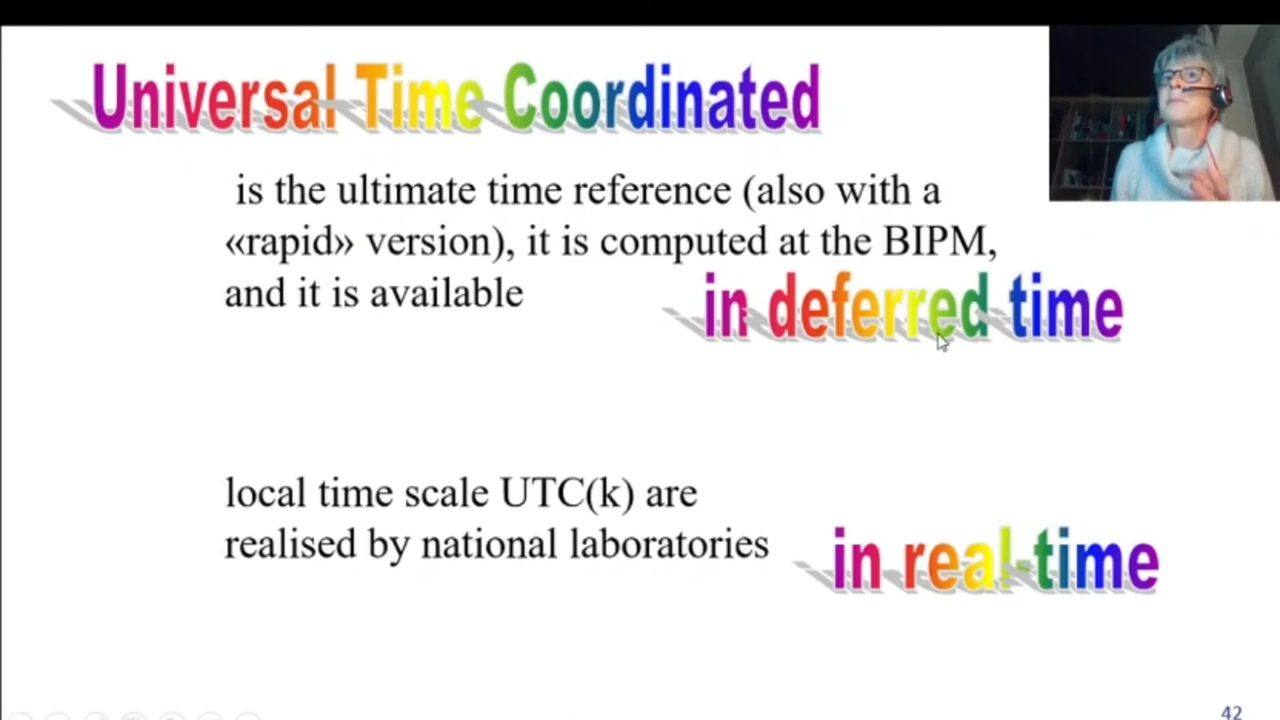 Universal Time Coordinated
is the ultimate time reference (also with a
«rapid» version), it is computed at the BIPM,
and it is available
in deferred time
local time scale UTC(k) are
realised by national laboratories
in real-time
42